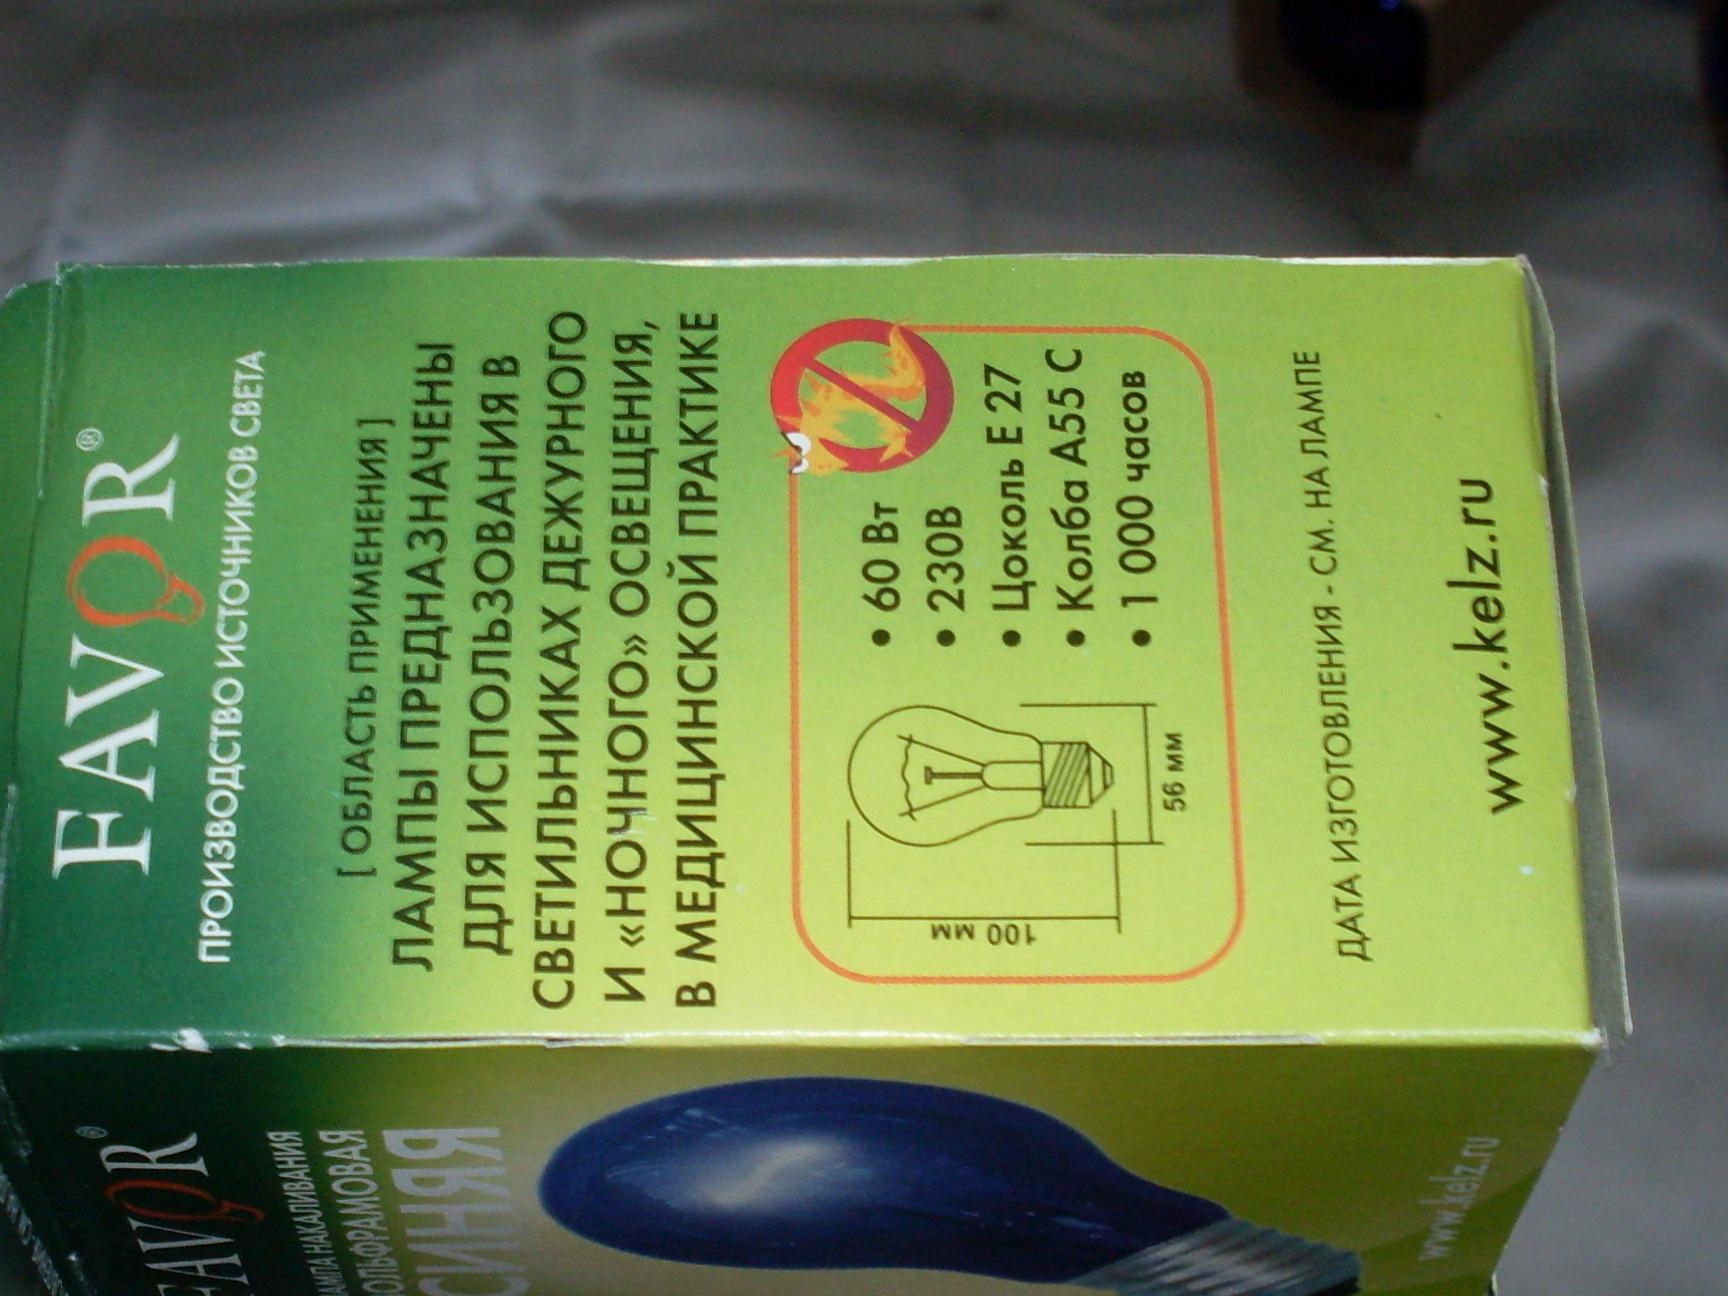 FAVOR®
ПРОИЗВОДСТВО ИСТОЧНИКОВ СВЕТА
[ ОБЛАСТЬ ПРИМЕНЕНИЯ ]
ЛАМПЫ ПРЕДНАЗНАЧЕНЫ
ДЛЯ ИСПОЛЬЗОВАНИЯ В
СВЕТИЛЬНИКАХ ДЕЖУРНОГО
И «НОЧНОГО» ОСВЕЩЕНИЯ,
В МЕДИЦИНСКОЙ ПРАКТИКЕ
100 мм
56 мм
• 60 Вт
• 230В
• Цоколь Е 27
• Колба А55 С
• 1 000 часов
ДАТА ИЗГОТОВЛЕНИЯ - СМ. НА ЛАМПЕ
www.kelz.ru
FAVOR®
ЛАМПА НАКАЛИВАНИЯ
ВОЛЬФРАМОВАЯ
СИНЯЯ
www.kelz.ru